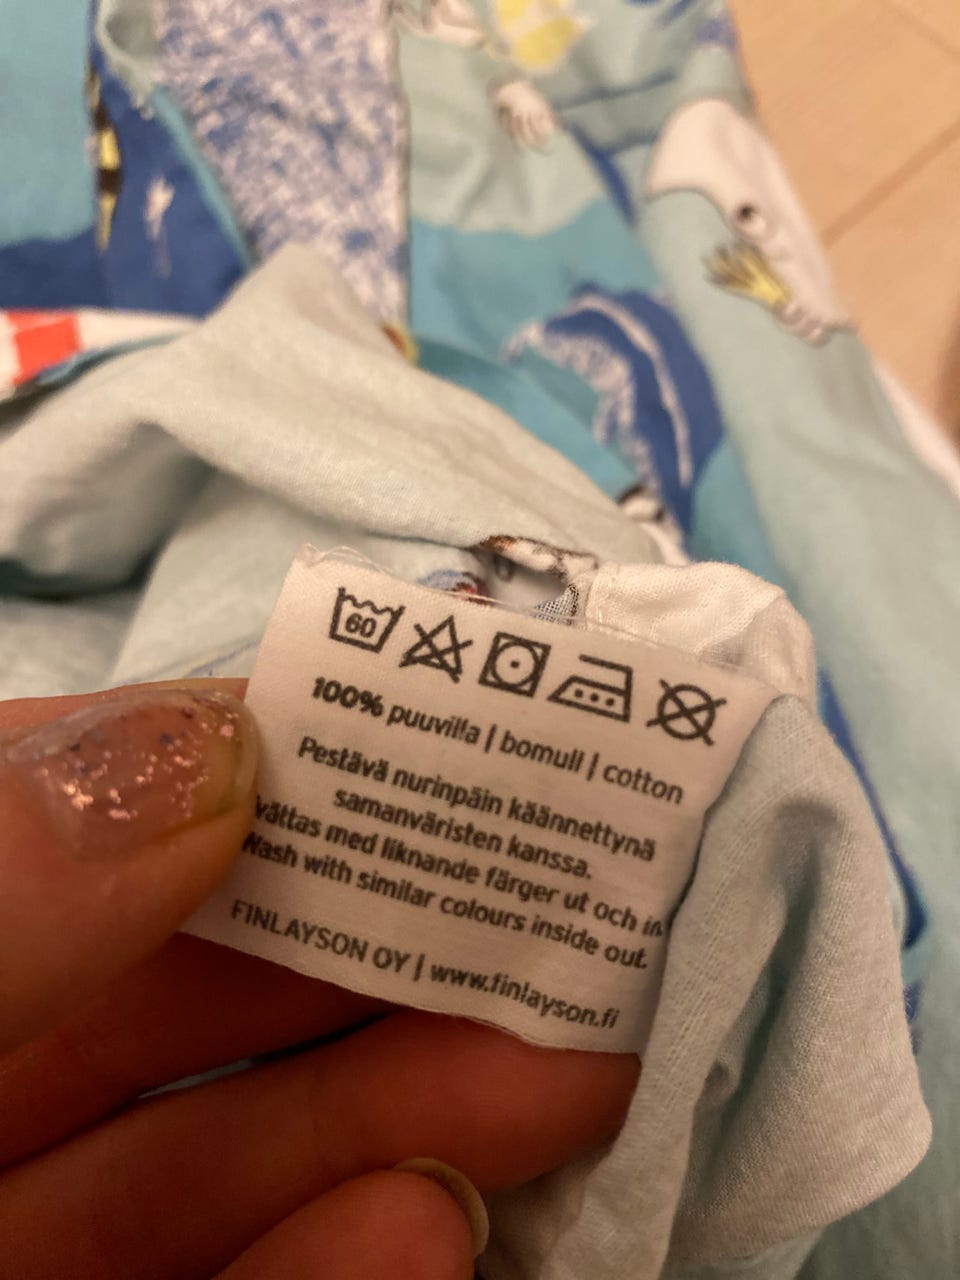 60
100% puuvilla | bomull | cotton
Pestävä nurinpäin käännettynä
samanväristen kanssa.
med liknande färger ut och in
Wash with similar colours inside out.
FINLAYSON OY | www.finlayson.fi